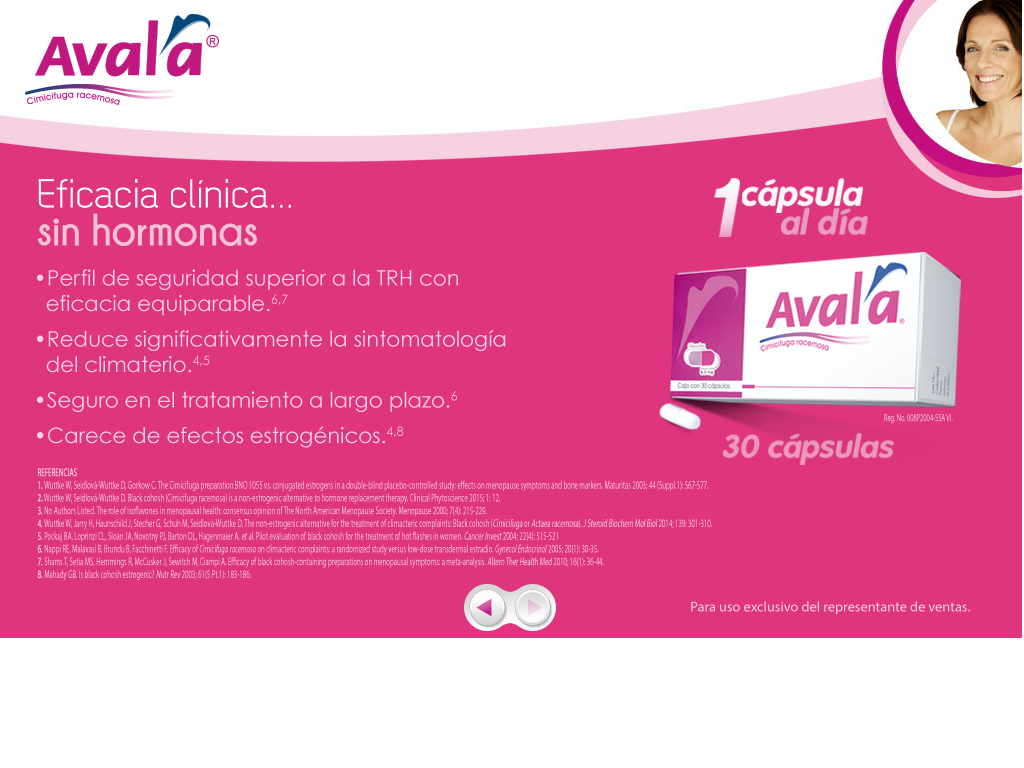 Avala®
Cimicifuga racemosa
Eficacia clínica...
sin hormonas
•Perfil de seguridad superior a la TRH con
eficacia equiparable.6,7
•Reduce significativamente la sintomatología
del climaterio.4,5
•Seguro en el tratamiento a largo plazo.6
•Carece de efectos estrogénicos.4,8
1 cápsula
al día
Avala®
Cimicifuga racemosa
Cápsulas
6.5 mg
Caja con 30 cápsulas
Reg. No. 008P2004-SSA VI.
30 cápsulas
REFERENCIAS
1. Wuttke W, Seidlová-Wuttke D, Gorkow C. The Cimicifuga preparation BNO 1055 vs. conjugated estrogens in a double-blind placebo-controlled study: effects on menopause symptoms and bone markers. Maturitas 2003; 44 (Suppl.1): S67-S77.
2. Wuttke W, Seidlová-Wuttke D. Black cohosh (Cimicifuga racemosa) is a non-estrogenic alternative to hormone replacement therapy. Clinical Phytoscience 2015; 1: 12.
3. No Authors Listed. The role of isoflavones in menopausal health: consensus opinion of The North American Menopause Society. Menopause 2000; 7(4): 215-229.
4. Wuttke W, Jarry H, Haunschild J, Stecher G, Schuh M, Seidlova-Wuttke D. The non-estrogenic alternative for the treatment of climacteric complaints: Black cohosh (Cimicifuga or Actaea racemosa). J Steroid Biochem Mol Biol 2014; 139: 301-310.
5. Pockaj BA, Loprinzi CL, Sloan JA, Novotny PJ, Barton DL, Hagenmaier A, et al. Pilot evaluation of black cohosh for the treatment of hot flashes in women. Cancer Invest 2004; 22(4): 515-521
6. Nappi RE, Malavasi B, Brundu B, Facchinetti F. Efficacy of Cimicifuga racemosa on climacteric complaints: a randomized study versus low-dose transdermal estradio. Gynecol Endocrinol 2005; 20(1): 30-35.
7. Shams T, Setia MS, Hemmings R, McCusker J, Sewitch M, Ciampi A. Efficacy of black cohosh-containing preparations on menopausal symptoms: a meta-analysis. Altern Ther Health Med 2010; 16(1): 36-44.
8. Mahady GB. Is black cohosh estrogenic? Nutr Rev 2003; 61(5 Pt.1): 183-186.
Para uso exclusivo del representante de ventas.